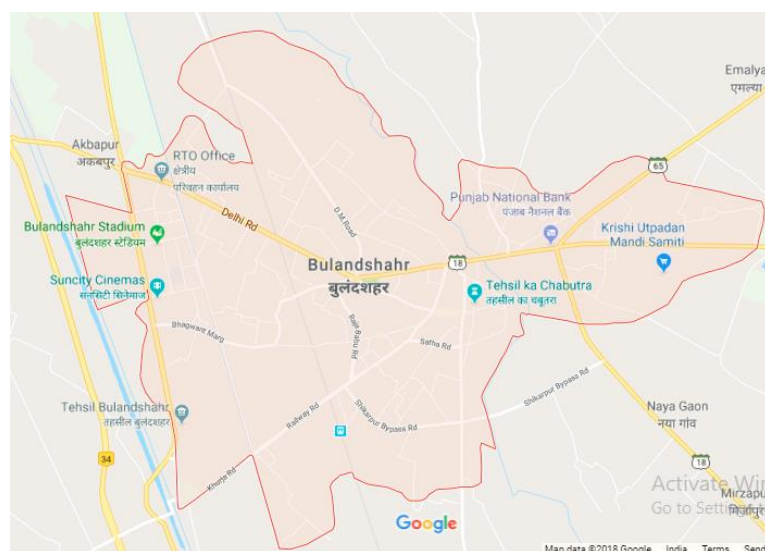 Emalya
एमल्या
Akbapur
अकबपुर
RTO Office
क्षेत्रीय
परिवहन कार्यालय
65
Punjab National Bank
पंजाब नैशनल बैंक
D.M.Road
Delhi Rd
Bulandshahr Stadium
बुलंदशहर स्टेडियम
Krishi Utpadan
Mandi Samiti
Bulandshahr
बुलंदशहर
18
Suncity Cinemas
सनसिटी सिनेमाज
Tehsil ka Chabutra
तहसील का चबूतरा
Bhagwant Marg
Raje Babu Rd
Satha Rd
Shikarpur Bypass Rd
Tehsil Bulandshahr
तहसील बुलंदशहर
Railway Rd
Shikarpur Bypass Rd
Naya Gaon
नया गांव
34
Khurja Rd
18
Activate Win
Go to Setti
Mirzapu
मिर्ज़ापुर
Google
Map data ©2018 Google India Terms Send